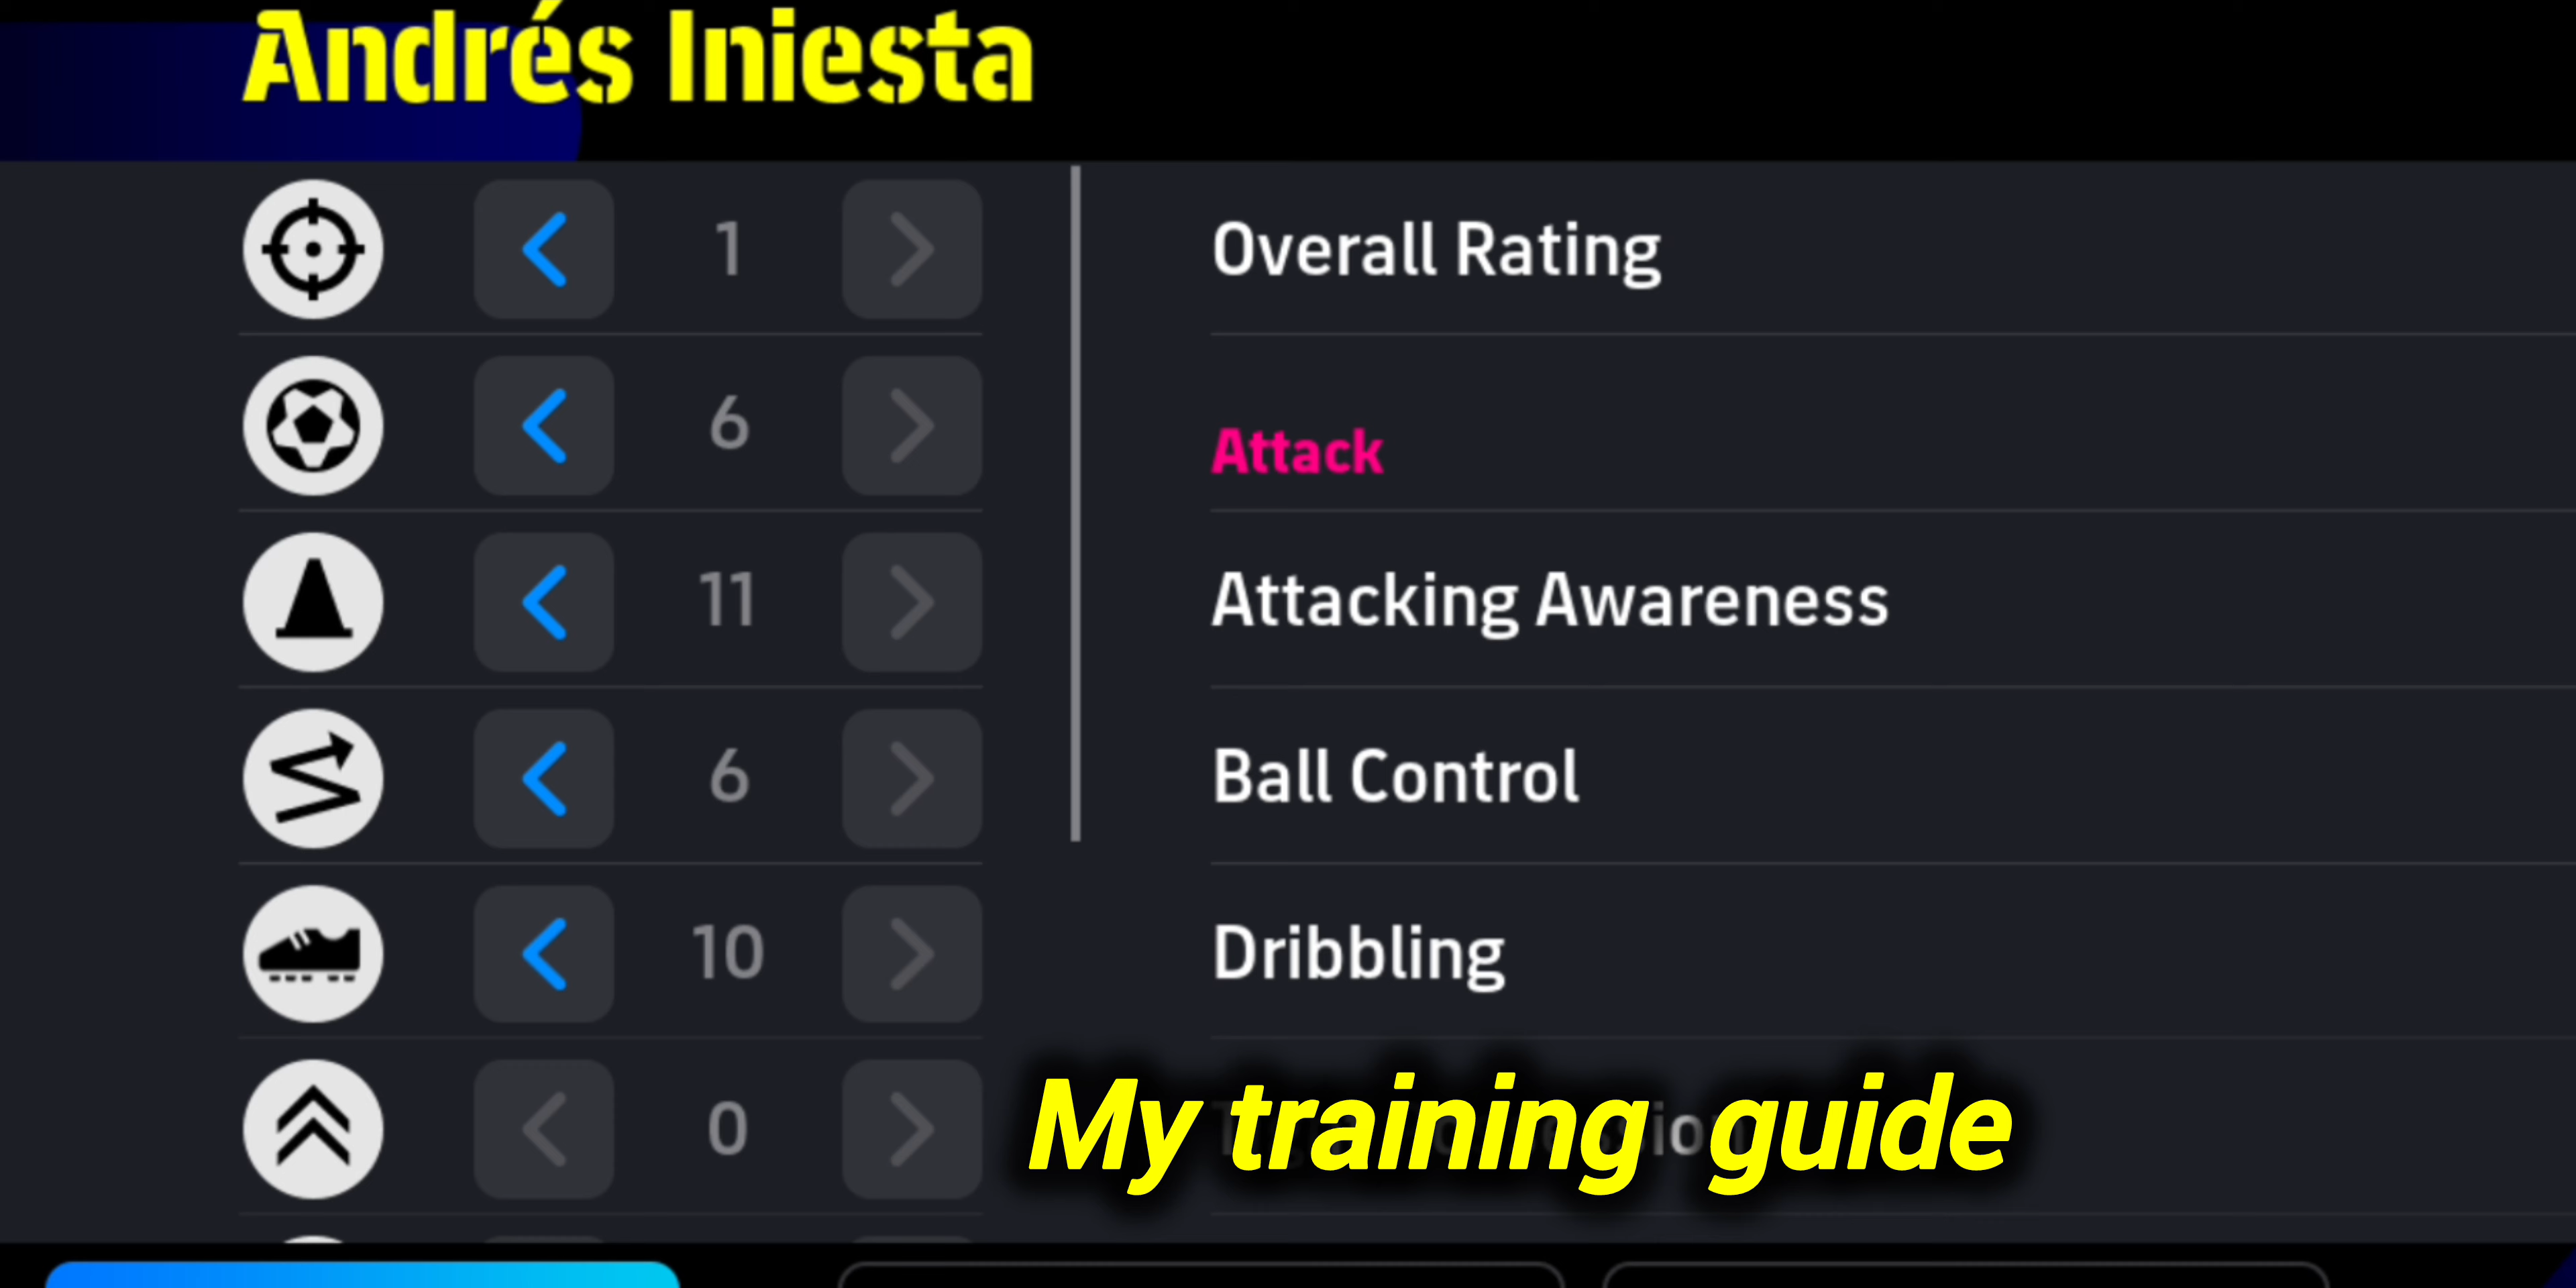 Andrés Iniesta
1 Overall Rating
6 Attack
11 Attacking Awareness
6 Ball Control
10 Dribbling
0 My training guide